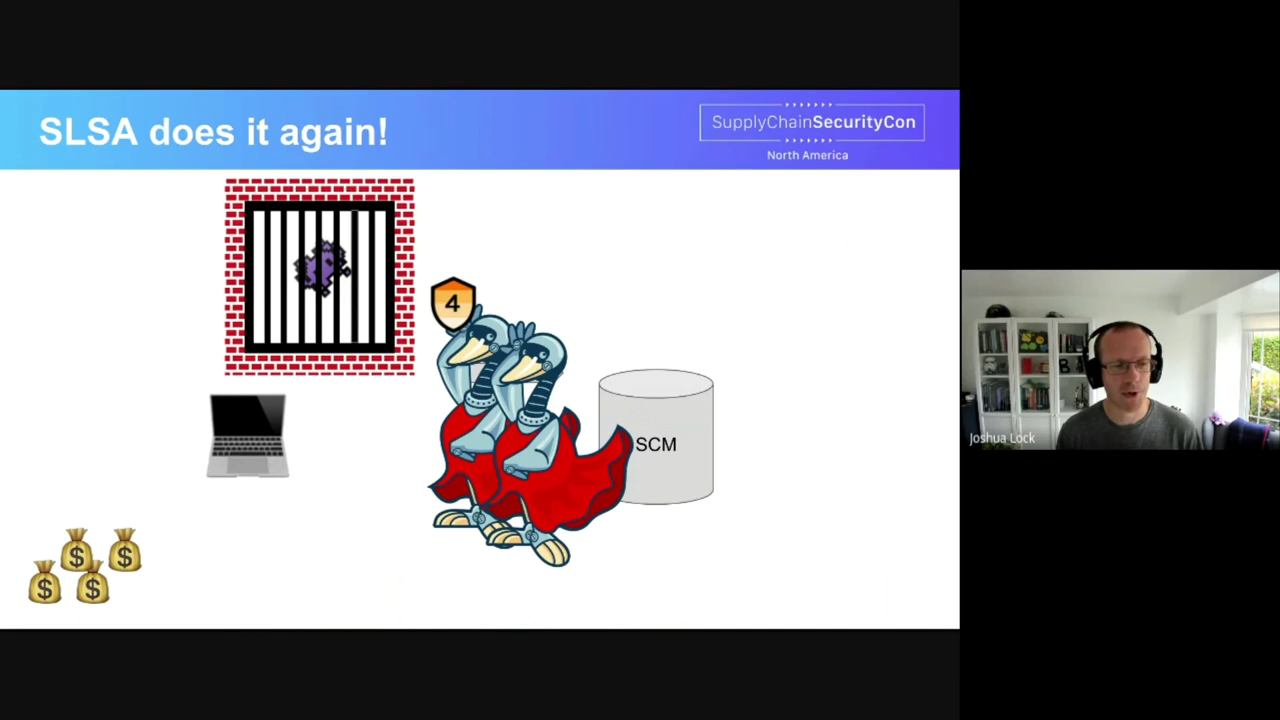 SLSA does it again!
SupplyChainSecurityCon
North America
4
SCM
$ $
$ $
Joshua Lock